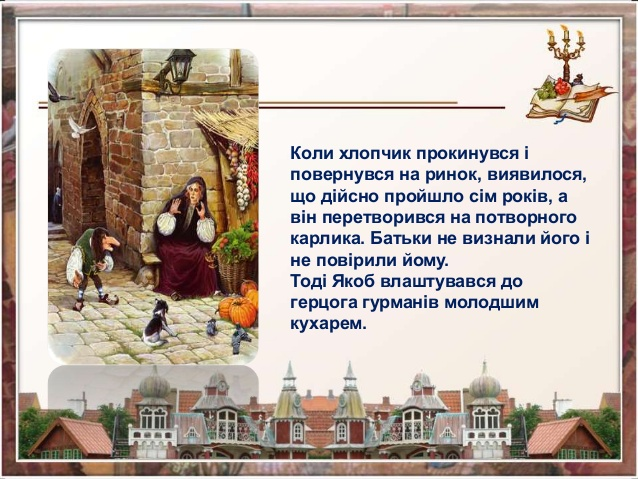 Коли хлопчик прокинувся і
повернувся на ринок, виявилося,
що дійсно пройшло сім років, а
він перетворився на потворного
карлика. Батьки не визнали його і
не повірили йому.
Тоді Якоб влаштувався до
герцога гурманів молодшим
кухарем.